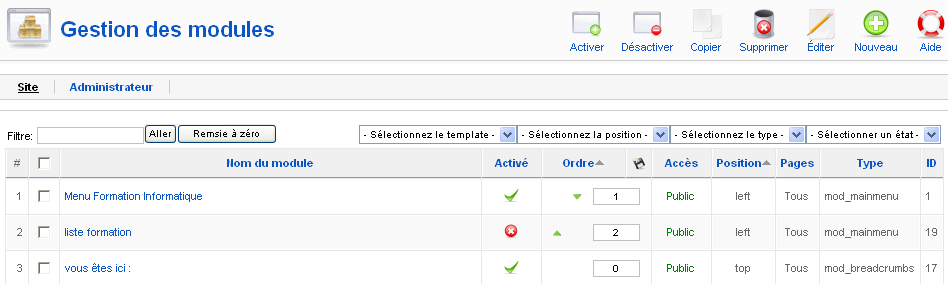 Gestion des modules
Activer Désactiver Copier Supprimer Éditer Nouveau Aide
Site Administrateur
Filtre: Aller Remsie à zéro - Sélectionnez le template - - Sélectionnez la position - - Sélectionnez le type - - Sélectionner un état -
# Nom du module Activé Ordre Accès Position Pages Type ID
1 Menu Formation Informatique 1 Public left Tous mod_mainmenu 1
2 liste formation 2 Public left Tous mod_mainmenu 19
3 vous êtes ici : 0 Public top Tous mod_breadcrumbs 17